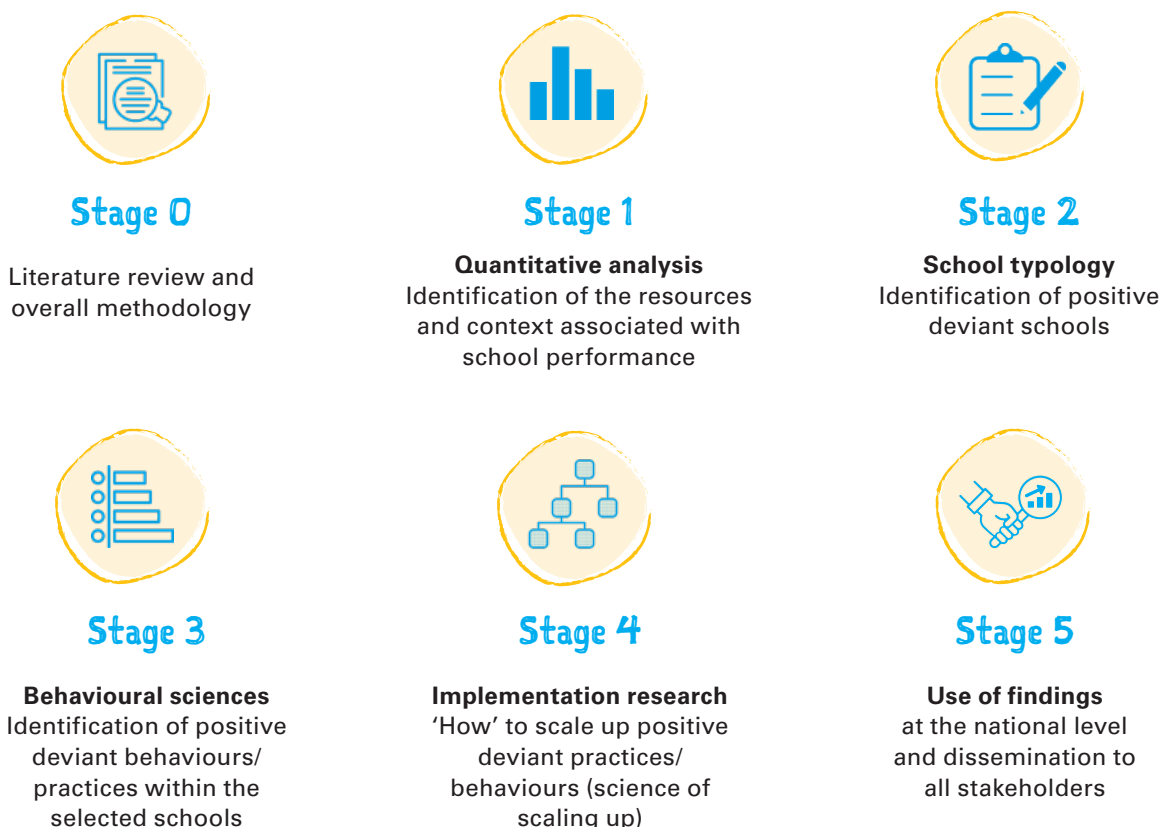 Stage 0
Literature review and
overall methodology
Stage 1
Quantitative analysis
Identification of the resources
and context associated with
school performance
Stage 2
School typology
Identification of positive
deviant schools
Stage 3
Behavioural sciences
Identification of positive
deviant behaviours/
practices within the
selected schools
Stage 4
Implementation research
‘How’ to scale up positive
deviant practices/
behaviours (science of
scaling up)
Stage 5
Use of findings
at the national level
and dissemination to
all stakeholders